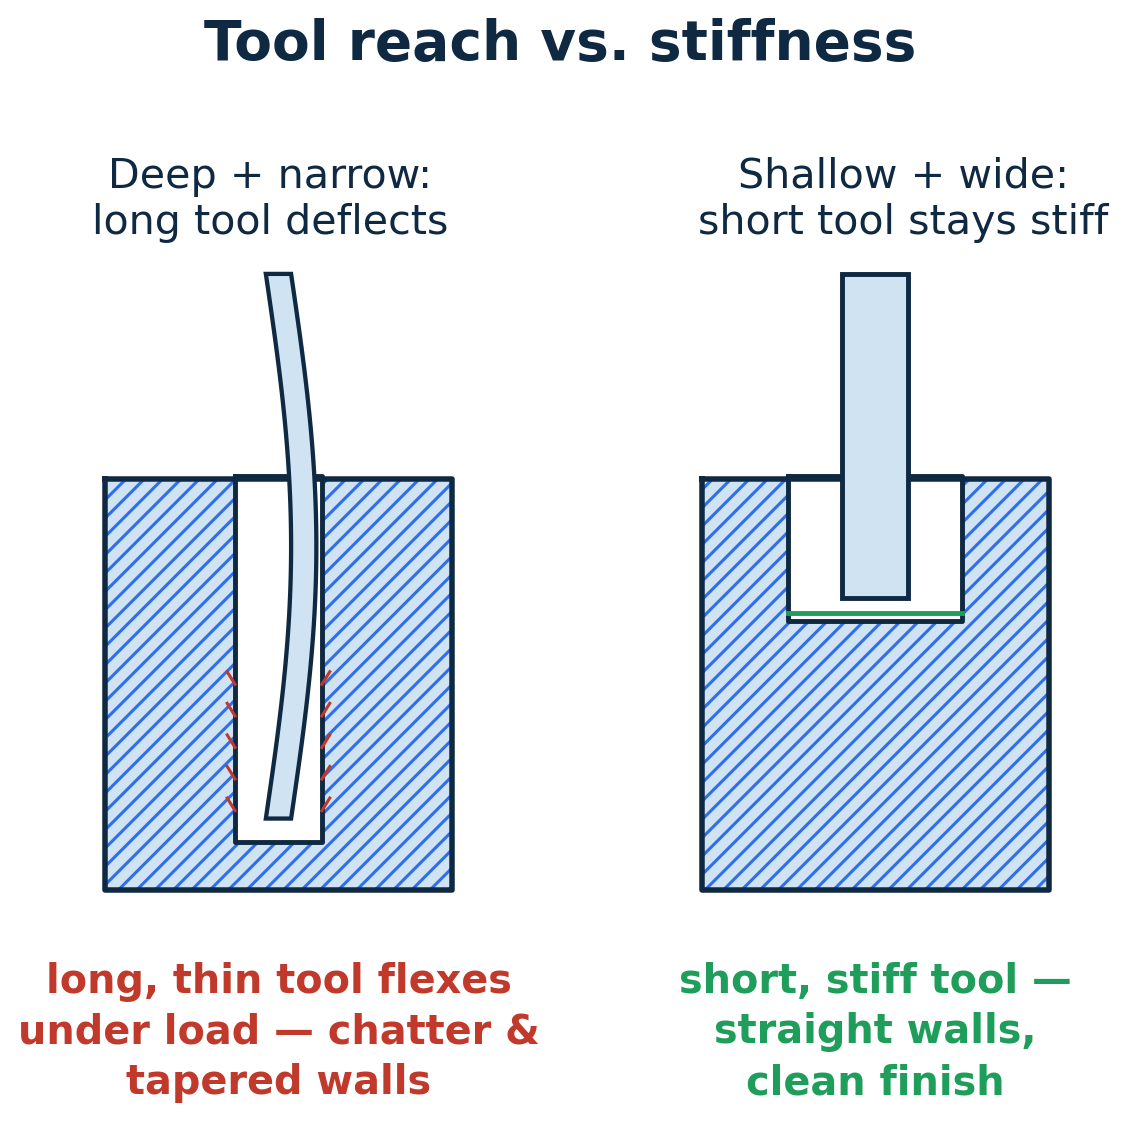 Tool reach vs. stiffness
Deep + narrow:
long tool deflects
Shallow + wide:
short tool stays stiff
long, thin tool flexes
under load — chatter &
tapered walls
short, stiff tool —
straight walls,
clean finish